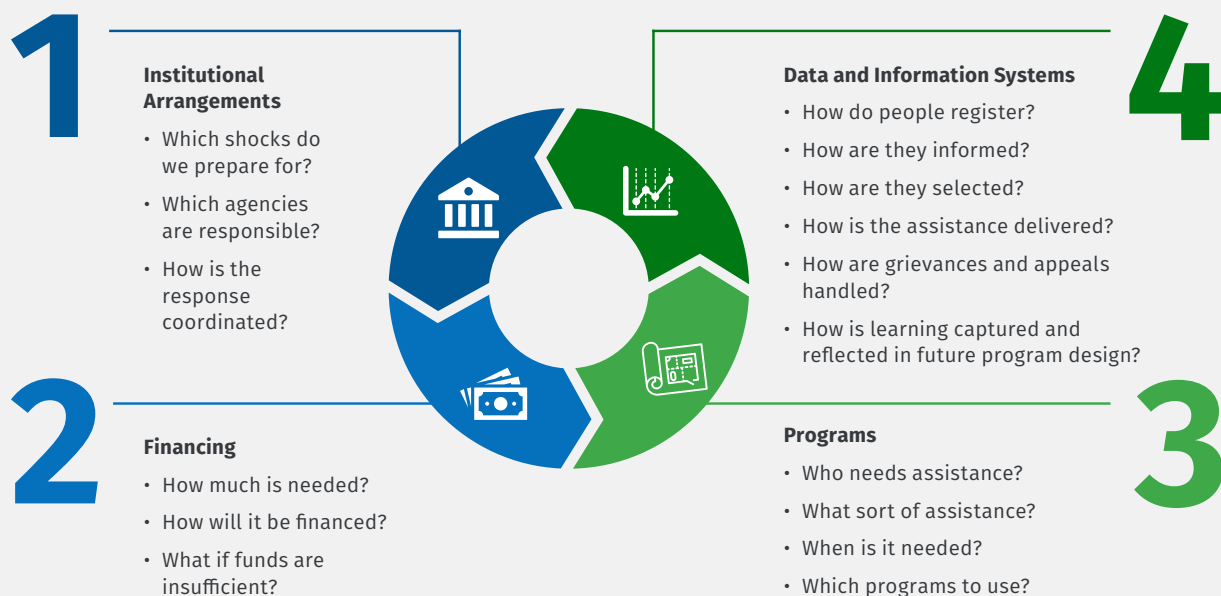 1
Institutional
Arrangements
• Which shocks do
we prepare for?
• Which agencies
are responsible?
• How is the
response
coordinated?
2
Financing
• How much is needed?
• How will it be financed?
• What if funds are
insufficient?
3
Programs
• Who needs assistance?
• What sort of assistance?
• When is it needed?
• Which programs to use?
4
Data and Information Systems
• How do people register?
• How are they informed?
• How are they selected?
• How is the assistance delivered?
• How are grievances and appeals
handled?
• How is learning captured and
reflected in future program design?